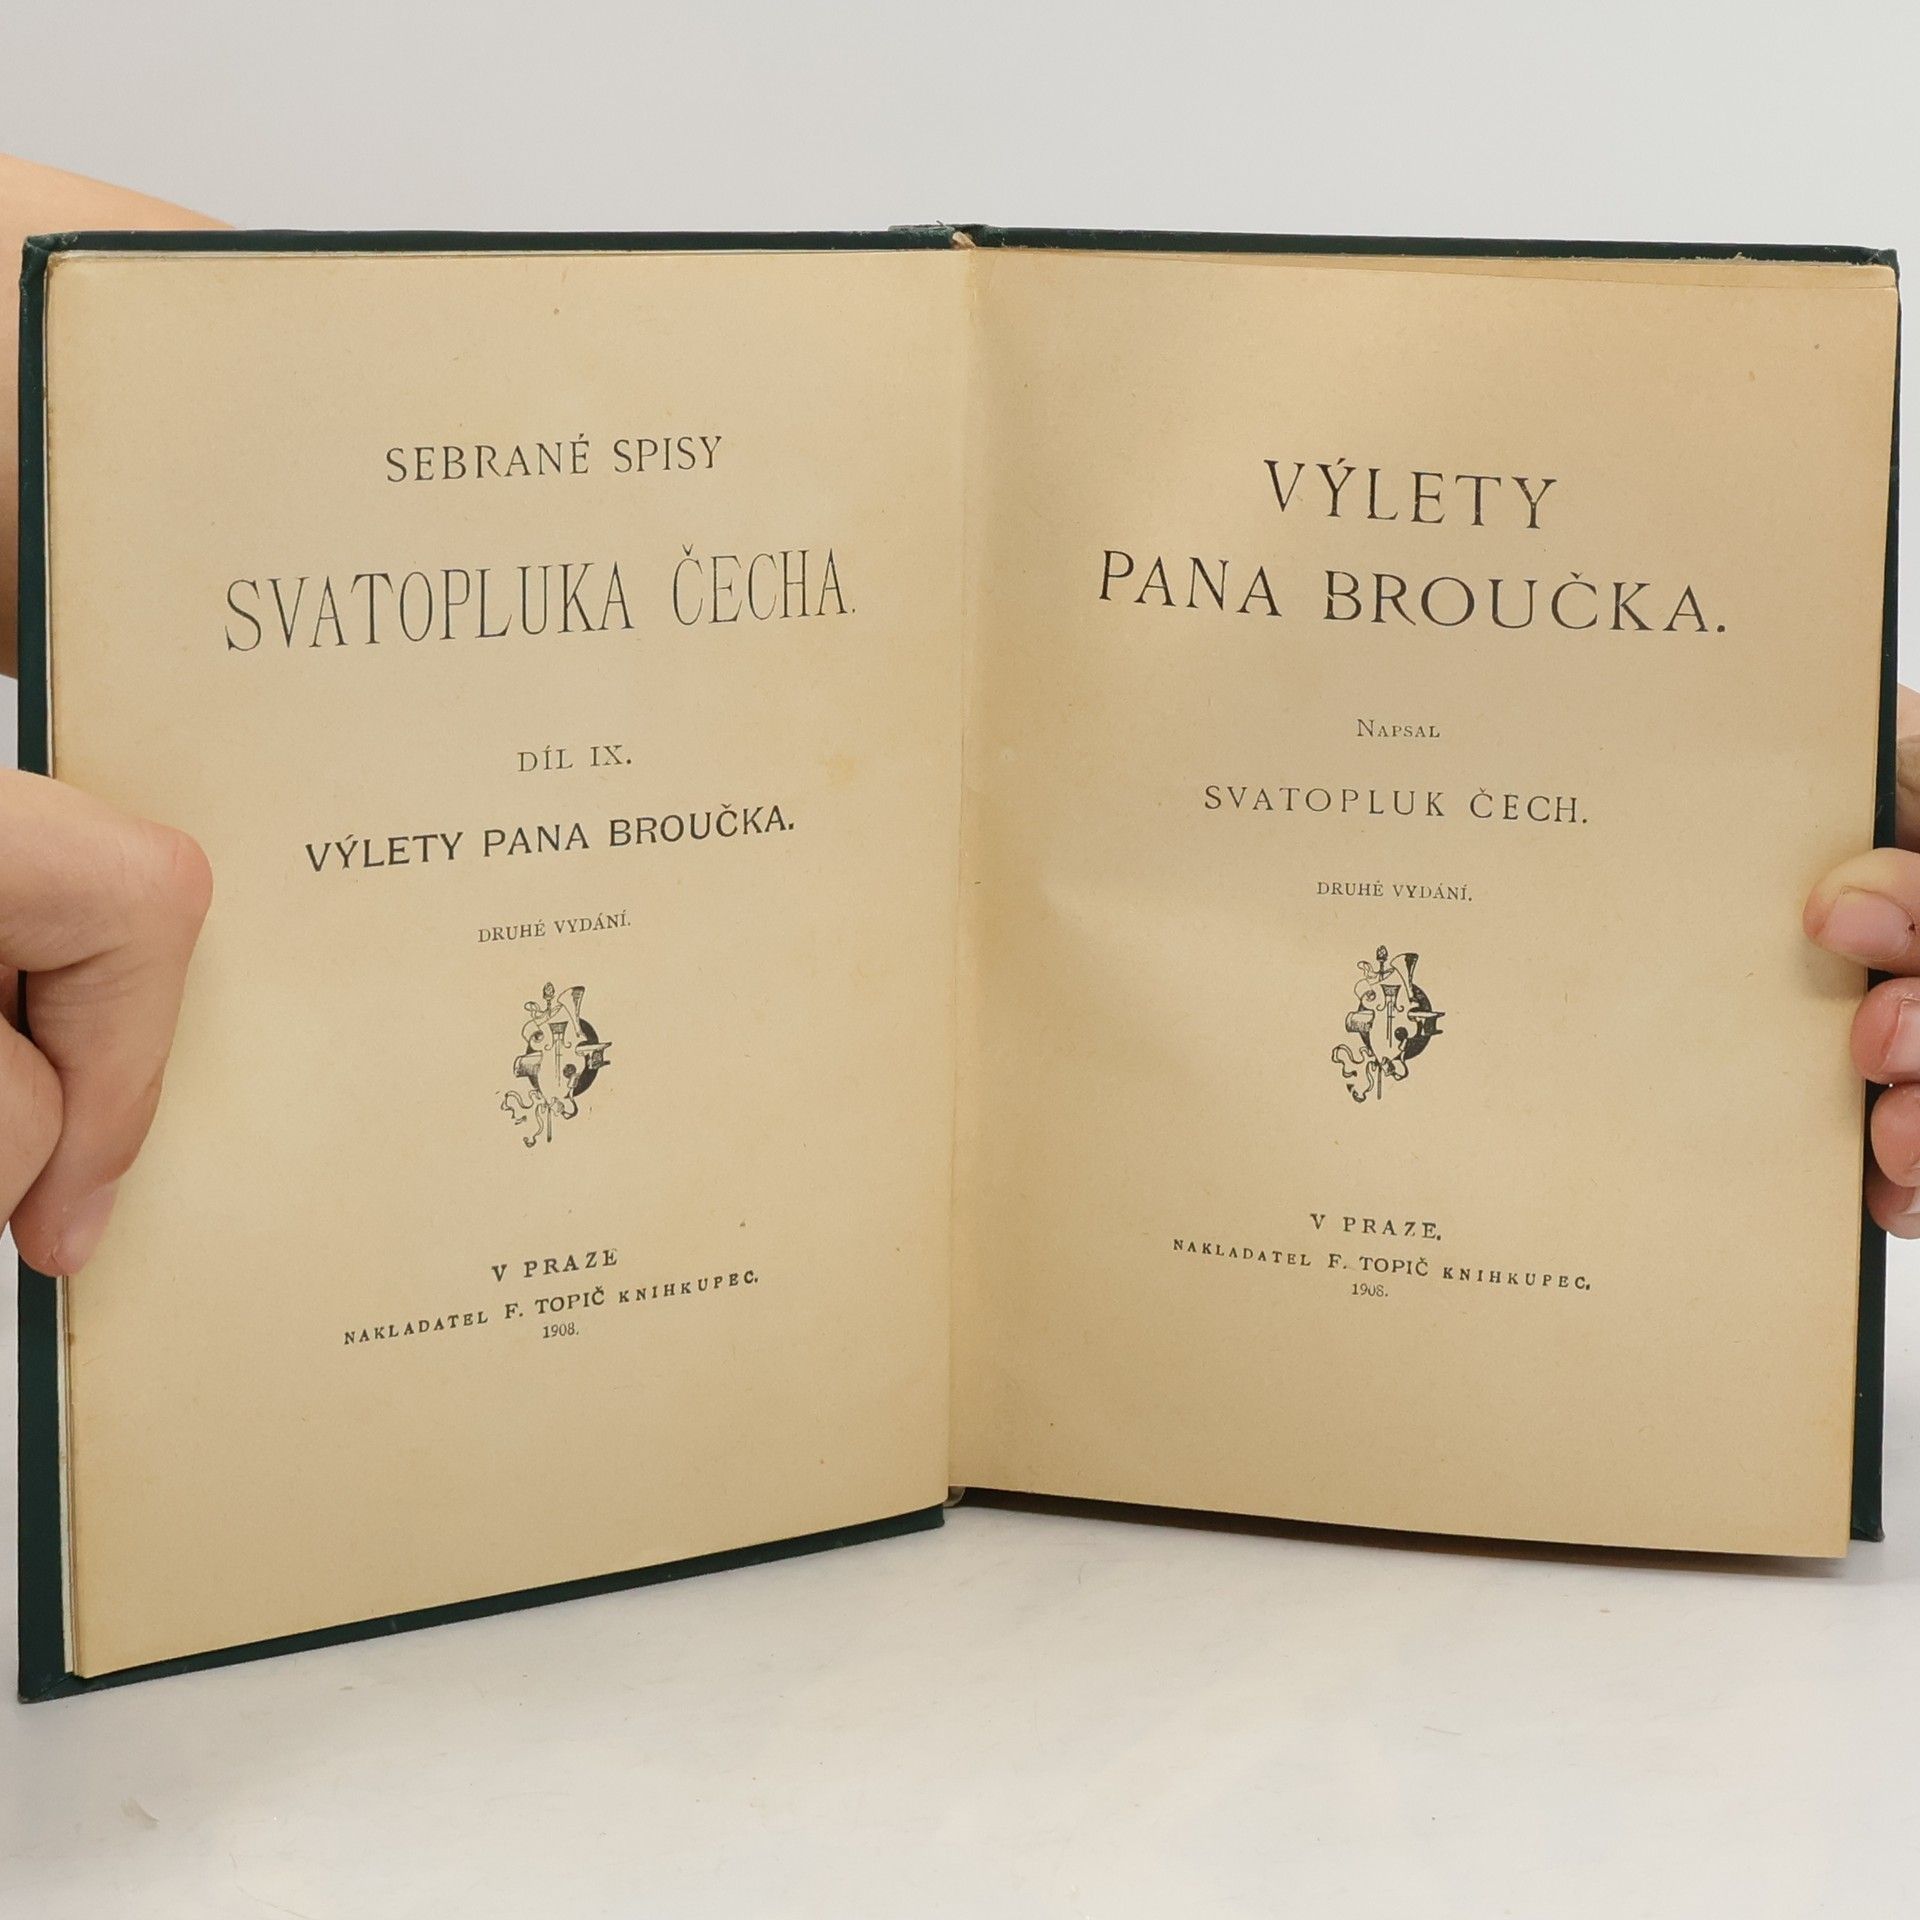 SEBRANÉ SPISY
SVATOPLUKA ČECHA.
DÍL IX.
VÝLETY PANA BROUČKA.
DRUHÉ VYDÁNÍ.
V PRAZE
NAKLADATEL F. TOPIČ KNIHKUPEC.
1908.
VÝLETY
PANA BROUČKA.
NAPSAL
SVATOPLUK ČECH.
DRUHÉ VYDÁNÍ.
V PRAZE.
NAKLADATEL F. TOPIČ KNIHKUPEC.
1908.